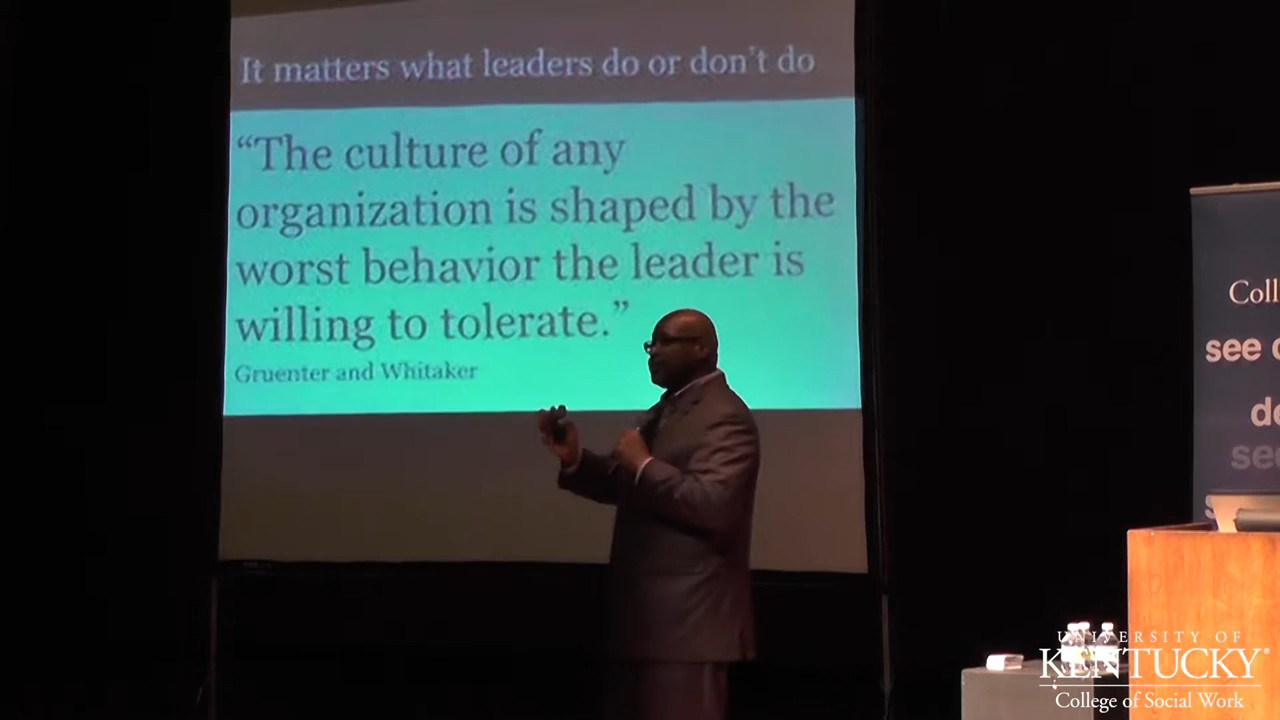 It matters what leaders do or don't do
“The culture of any
organization is shaped by the
worst behavior the leader is
willing to tolerate.”
Gruenter and Whitaker
Coll
see
de
see
UNIVERSITY OF
KENTUCKY®
College of Social Work